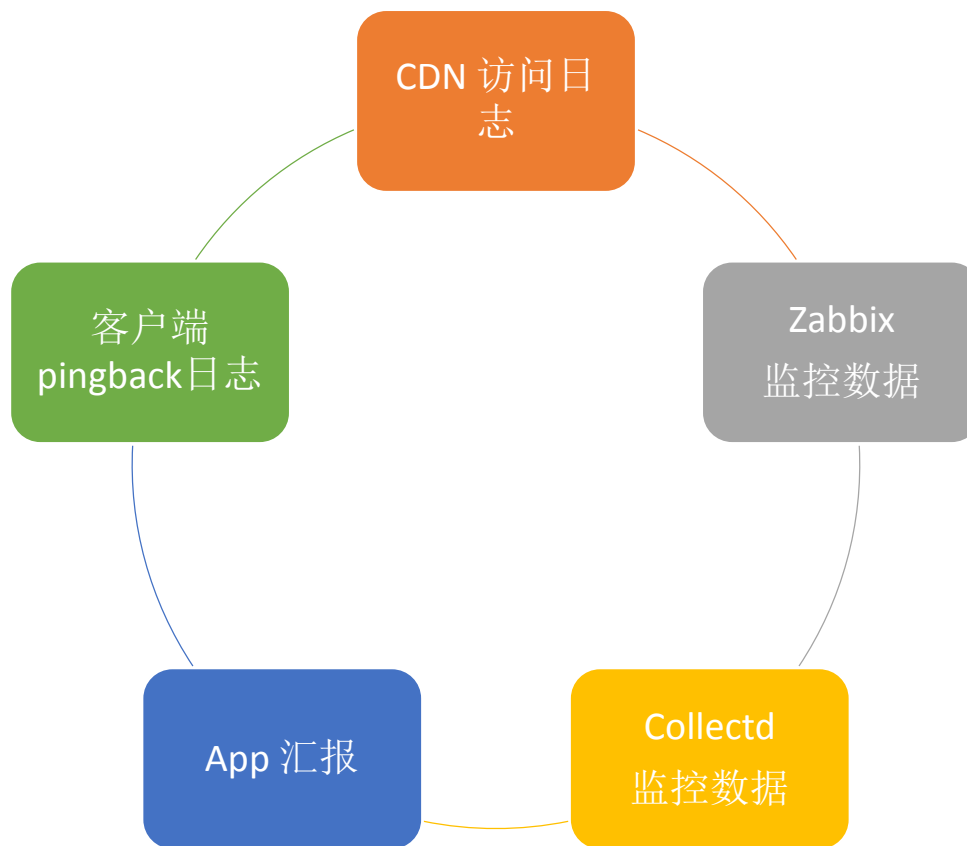 CDN 访问日
志
客户端
pingback日志
Zabbix
监控数据
App 汇报
Collectd
监控数据